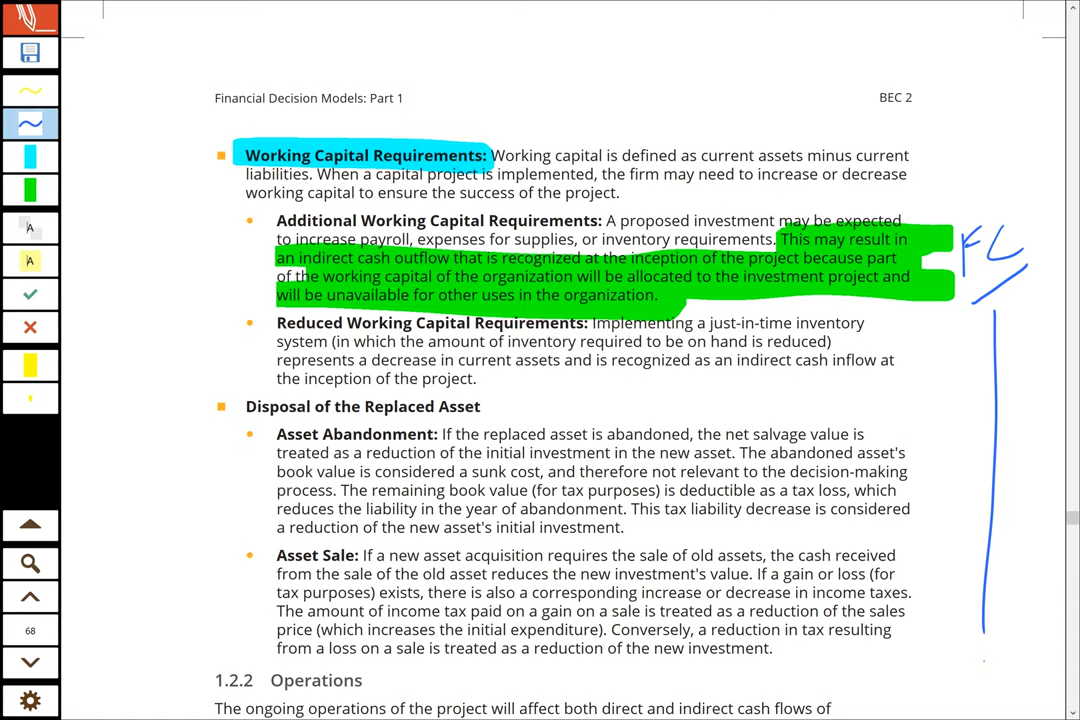 Financial Decision Models: Part 1
BEC 2
Working Capital Requirements: Working capital is defined as current assets minus current
liabilities. When a capital project is implemented, the firm may need to increase or decrease
working capital to ensure the success of the project.
Additional Working Capital Requirements: A proposed investment may be expected
to increase payroll, expenses for supplies, or inventory requirements. This may result in
an indirect cash outflow that is recognized at the inception of the project because part
of the working capital of the organization will be allocated to the investment project and
will be unavailable for other uses in the organization.
FC
Reduced Working Capital Requirements: Implementing a just-in-time inventory
system (in which the amount of inventory required to be on hand is reduced)
represents a decrease in current assets and is recognized as an indirect cash inflow at
the inception of the project.
Disposal of the Replaced Asset
Asset Abandonment: If the replaced asset is abandoned, the net salvage value is
treated as a reduction of the initial investment in the new asset. The abandoned asset's
book value is considered a sunk cost, and therefore not relevant to the decision-making
process. The remaining book value (for tax purposes) is deductible as a tax loss, which
reduces the liability in the year of abandonment. This tax liability decrease is considered
a reduction of the new asset's initial investment.
Asset Sale: If a new asset acquisition requires the sale of old assets, the cash received
from the sale of the old asset reduces the new investment's value. If a gain or loss (for
tax purposes) exists, there is also a corresponding increase or decrease in income taxes.
The amount of income tax paid on a gain on a sale is treated as a reduction of the sales
price (which increases the initial expenditure). Conversely, a reduction in tax resulting
from a loss on a sale is treated as a reduction of the new investment.
1.2.2 Operations
The ongoing operations of the project will affect both direct and indirect cash flows of
A
A
68